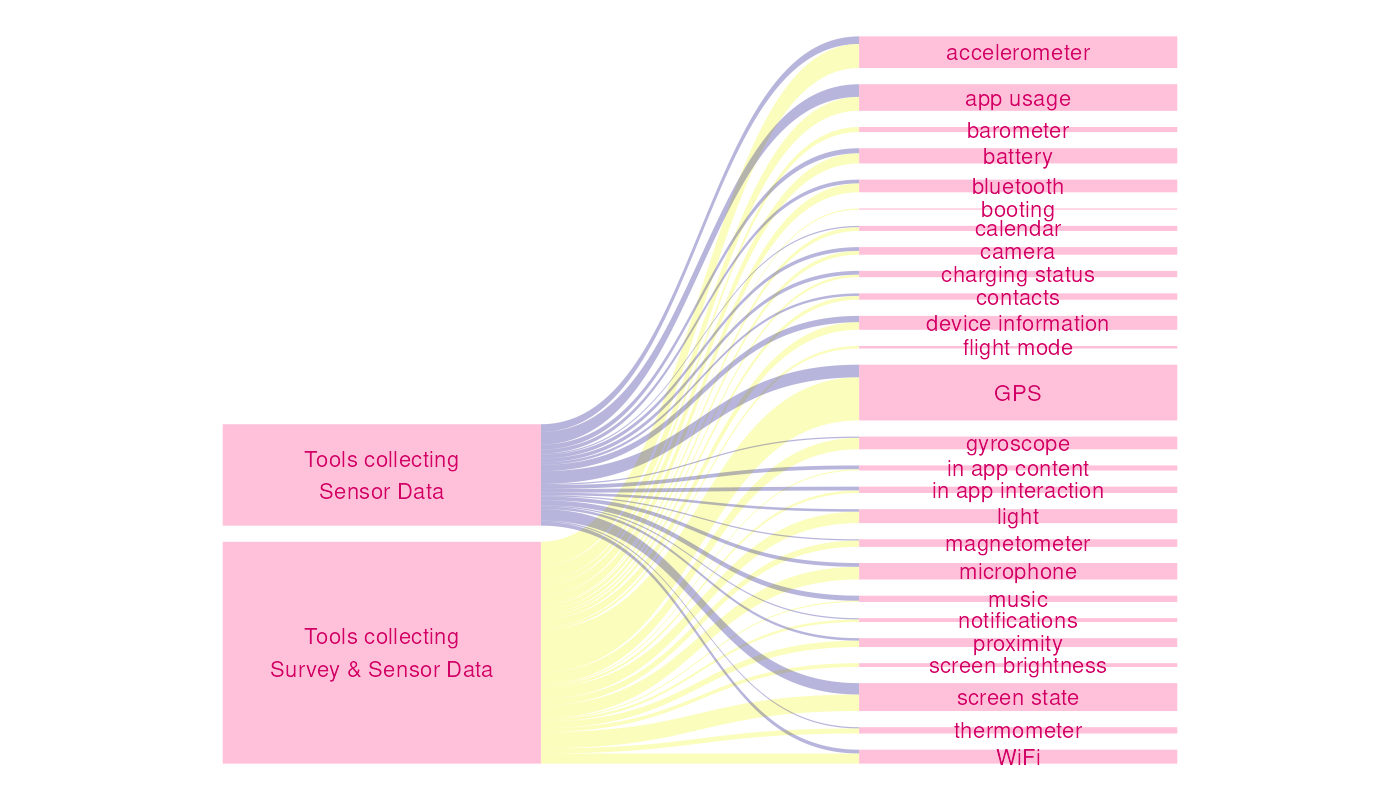 Tools collecting
Sensor Data
Tools collecting
Survey & Sensor Data
accelerometer
app usage
barometer
battery
bluetooth
booting
calendar
camera
charging status
contacts
device information
flight mode
GPS
gyroscope
in app content
in app interaction
light
magnetometer
microphone
music
notifications
proximity
screen brightness
screen state
thermometer
WiFi